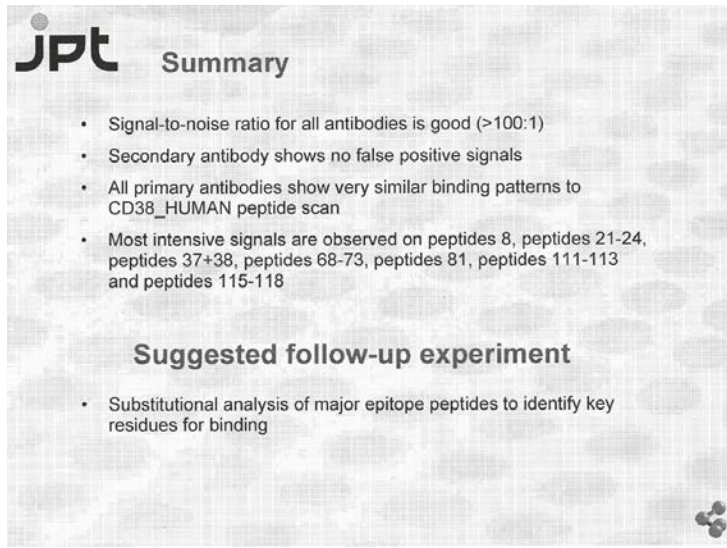 jpt
Summary
• Signal-to-noise ratio for all antibodies is good (>100:1)
• Secondary antibody shows no false positive signals
• All primary antibodies show very similar binding patterns to
CD38_HUMAN peptide scan
• Most intensive signals are observed on peptides 8, peptides 21-24,
peptides 37+38, peptides 68-73, peptides 81, peptides 111-113
and peptides 115-118
Suggested follow-up experiment
• Substitutional analysis of major epitope peptides to identify key
residues for binding